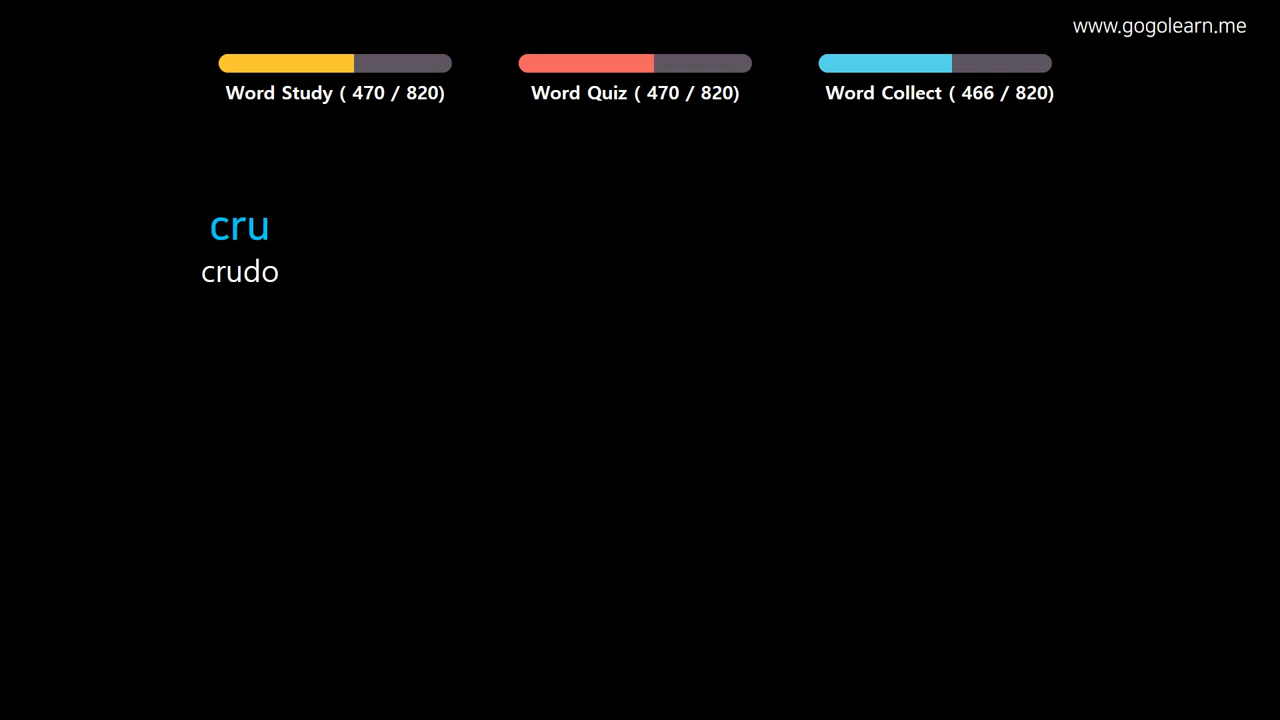 www.gogolearn.me
Word Study ( 470 / 820)
Word Quiz ( 470 / 820)
Word Collect ( 466 / 820)
cru
crudo